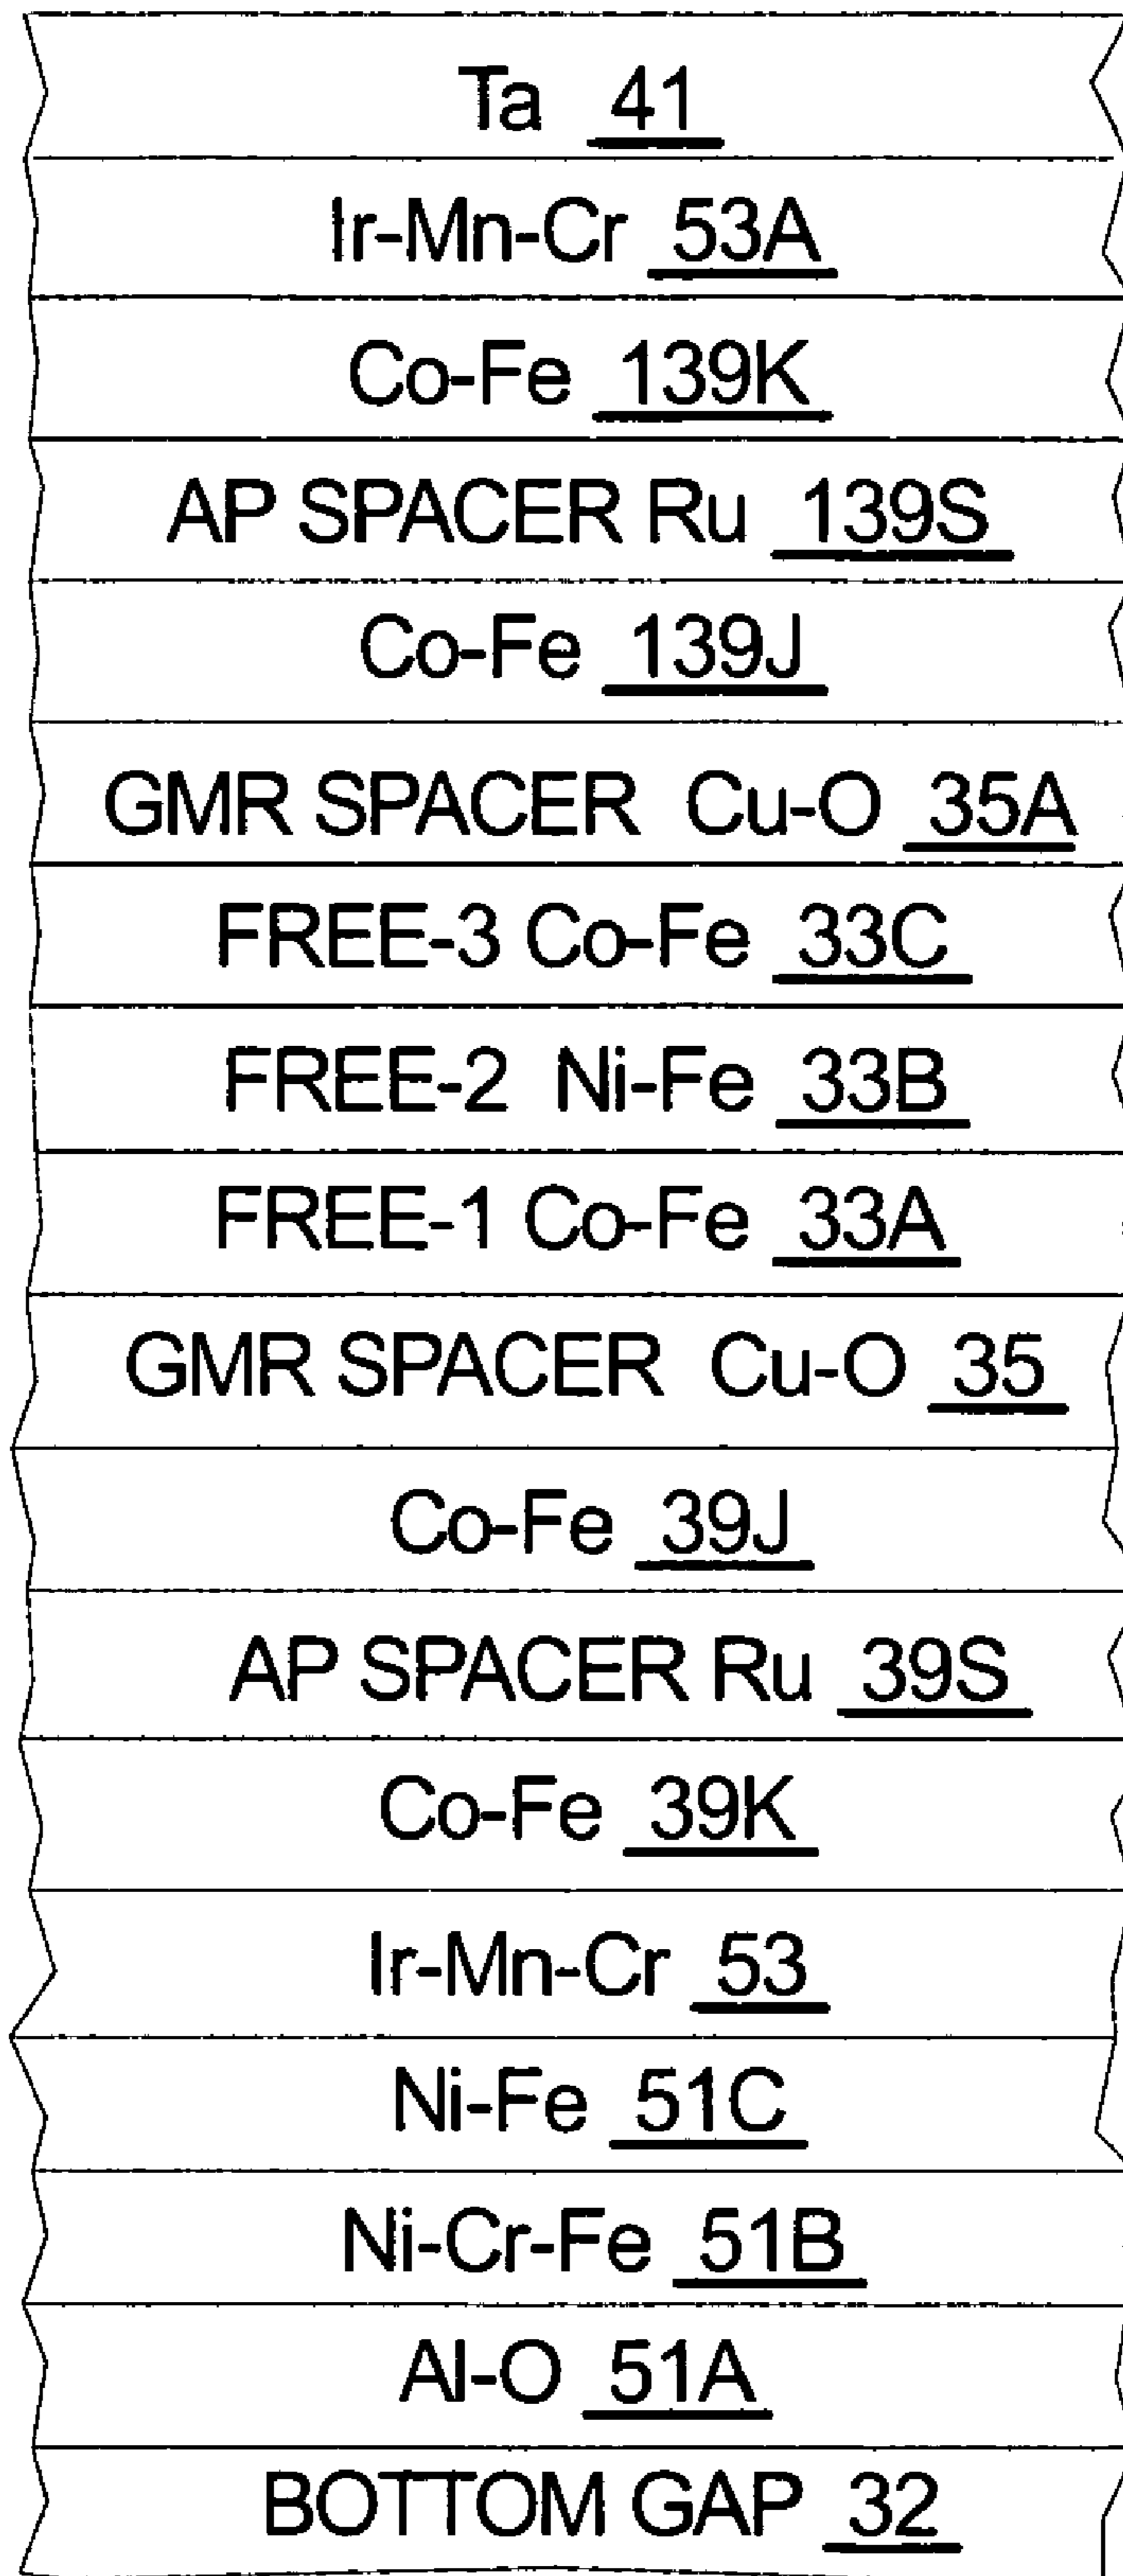 Ta 41
Ir-Mn-Cr 53A
Co-Fe 139K
AP SPACER Ru 139S
Co-Fe 139J
GMR SPACER Cu-O 35A
FREE-3 Co-Fe 33C
FREE-2 Ni-Fe 33B
FREE-1 Co-Fe 33A
GMR SPACER Cu-O 35
Co-Fe 39J
AP SPACER Ru 39S
Co-Fe 39K
Ir-Mn-Cr 53
Ni-Fe 51C
Ni-Cr-Fe 51B
Al-O 51A
BOTTOM GAP 32